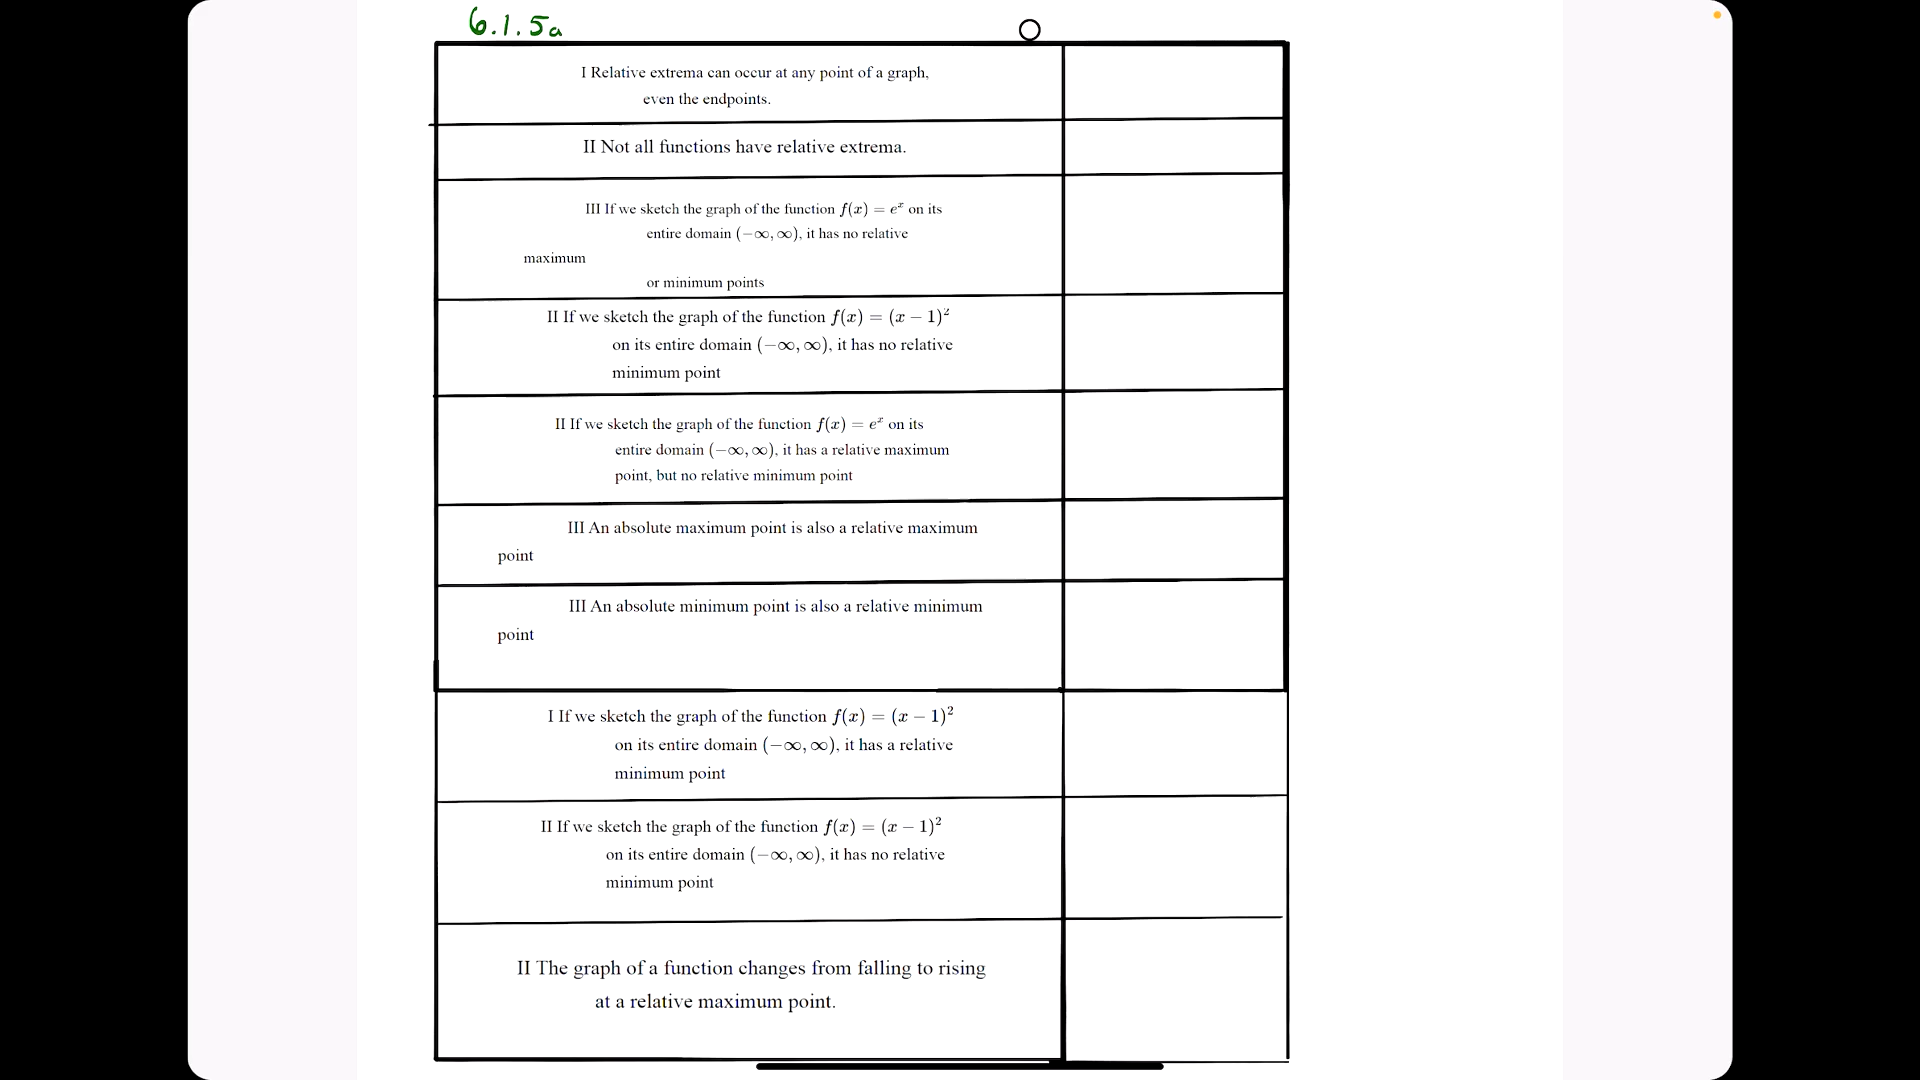 6.1.5a
I Relative extrema can occur at any point of a graph,
even the endpoints.
II Not all functions have relative extrema.
III If we sketch the graph of the function f(x) = eˣ on its
entire domain (−∞, ∞), it has no relative
maximum
or minimum points
II If we sketch the graph of the function f(x) = (x − 1)²
on its entire domain (−∞, ∞), it has no relative
minimum point
II If we sketch the graph of the function f(x) = eˣ on its
entire domain (−∞, ∞), it has a relative maximum
point, but no relative minimum point
III An absolute maximum point is also a relative maximum
point
III An absolute minimum point is also a relative minimum
point
I If we sketch the graph of the function f(x) = (x − 1)²
on its entire domain (−∞, ∞), it has a relative
minimum point
II If we sketch the graph of the function f(x) = (x − 1)²
on its entire domain (−∞, ∞), it has no relative
minimum point
II The graph of a function changes from falling to rising
at a relative maximum point.